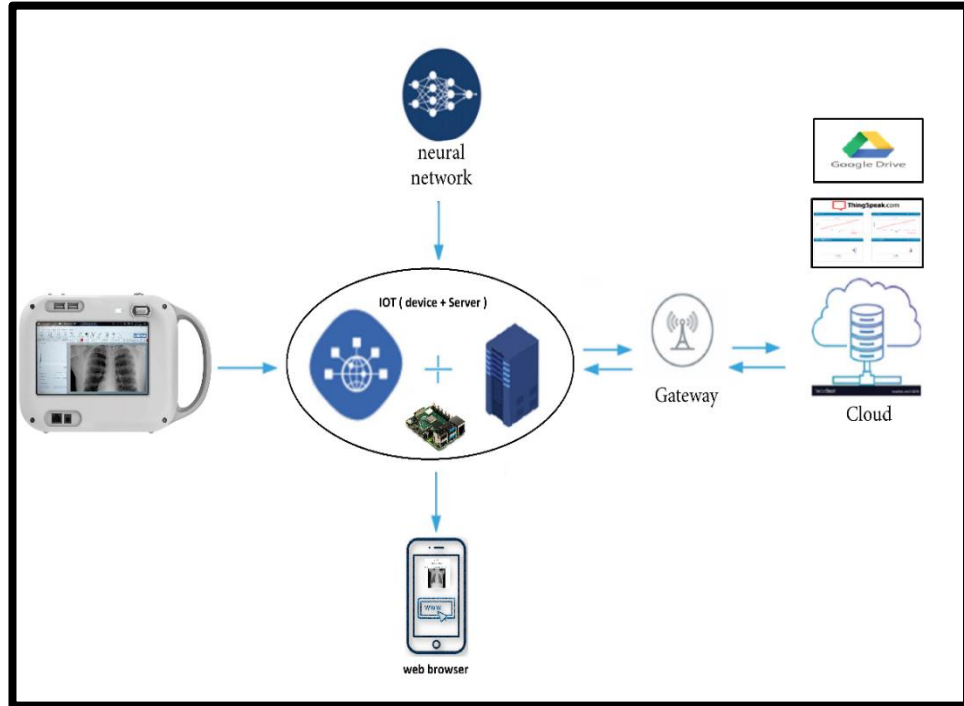 neural
network
Google Drive
ThingSpeak.com
IOT ( device + Server )
Gateway
Cloud
WWW
web browser